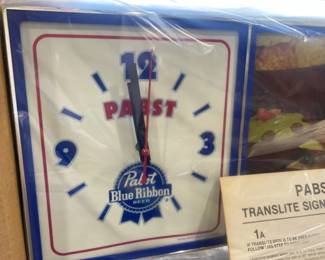 12
PABST
9
3
Pabst
Blue Ribbon
BEER
PABS
TRANSLITE SIGN
1A